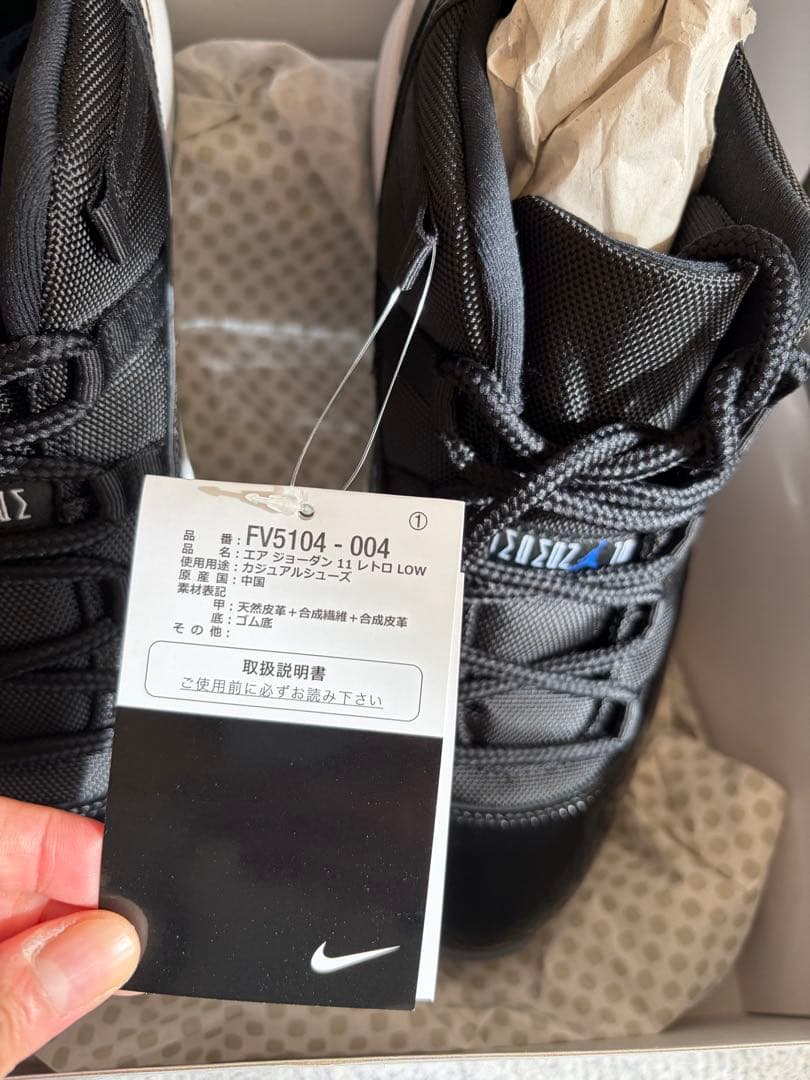 ①
品番:FV5104 - 004
品名:エア ジョーダン 11 レトロ LOW
使用用途:カジュアルシューズ
原産国:中国
素材表記
甲:天然皮革+合成繊維+合成皮革
底:ゴム底
その他:
取扱説明書
ご使用前に必ずお読み下さい